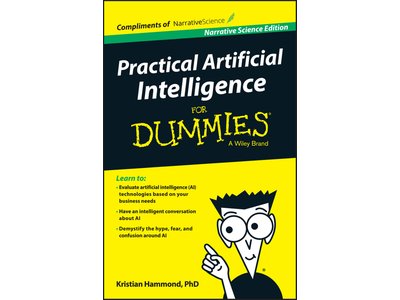 Compliments of NarrativeScience
Narrative Science Edition
Practical Artificial
Intelligence
FOR
DUMMIES
A Wiley Brand
Learn to:
• Evaluate artificial intelligence (AI)
technologies based on your
business needs
• Have an intelligent conversation
about AI
• Demystify the hype, fear, and
confusion around AI
Kristian Hammond, PhD